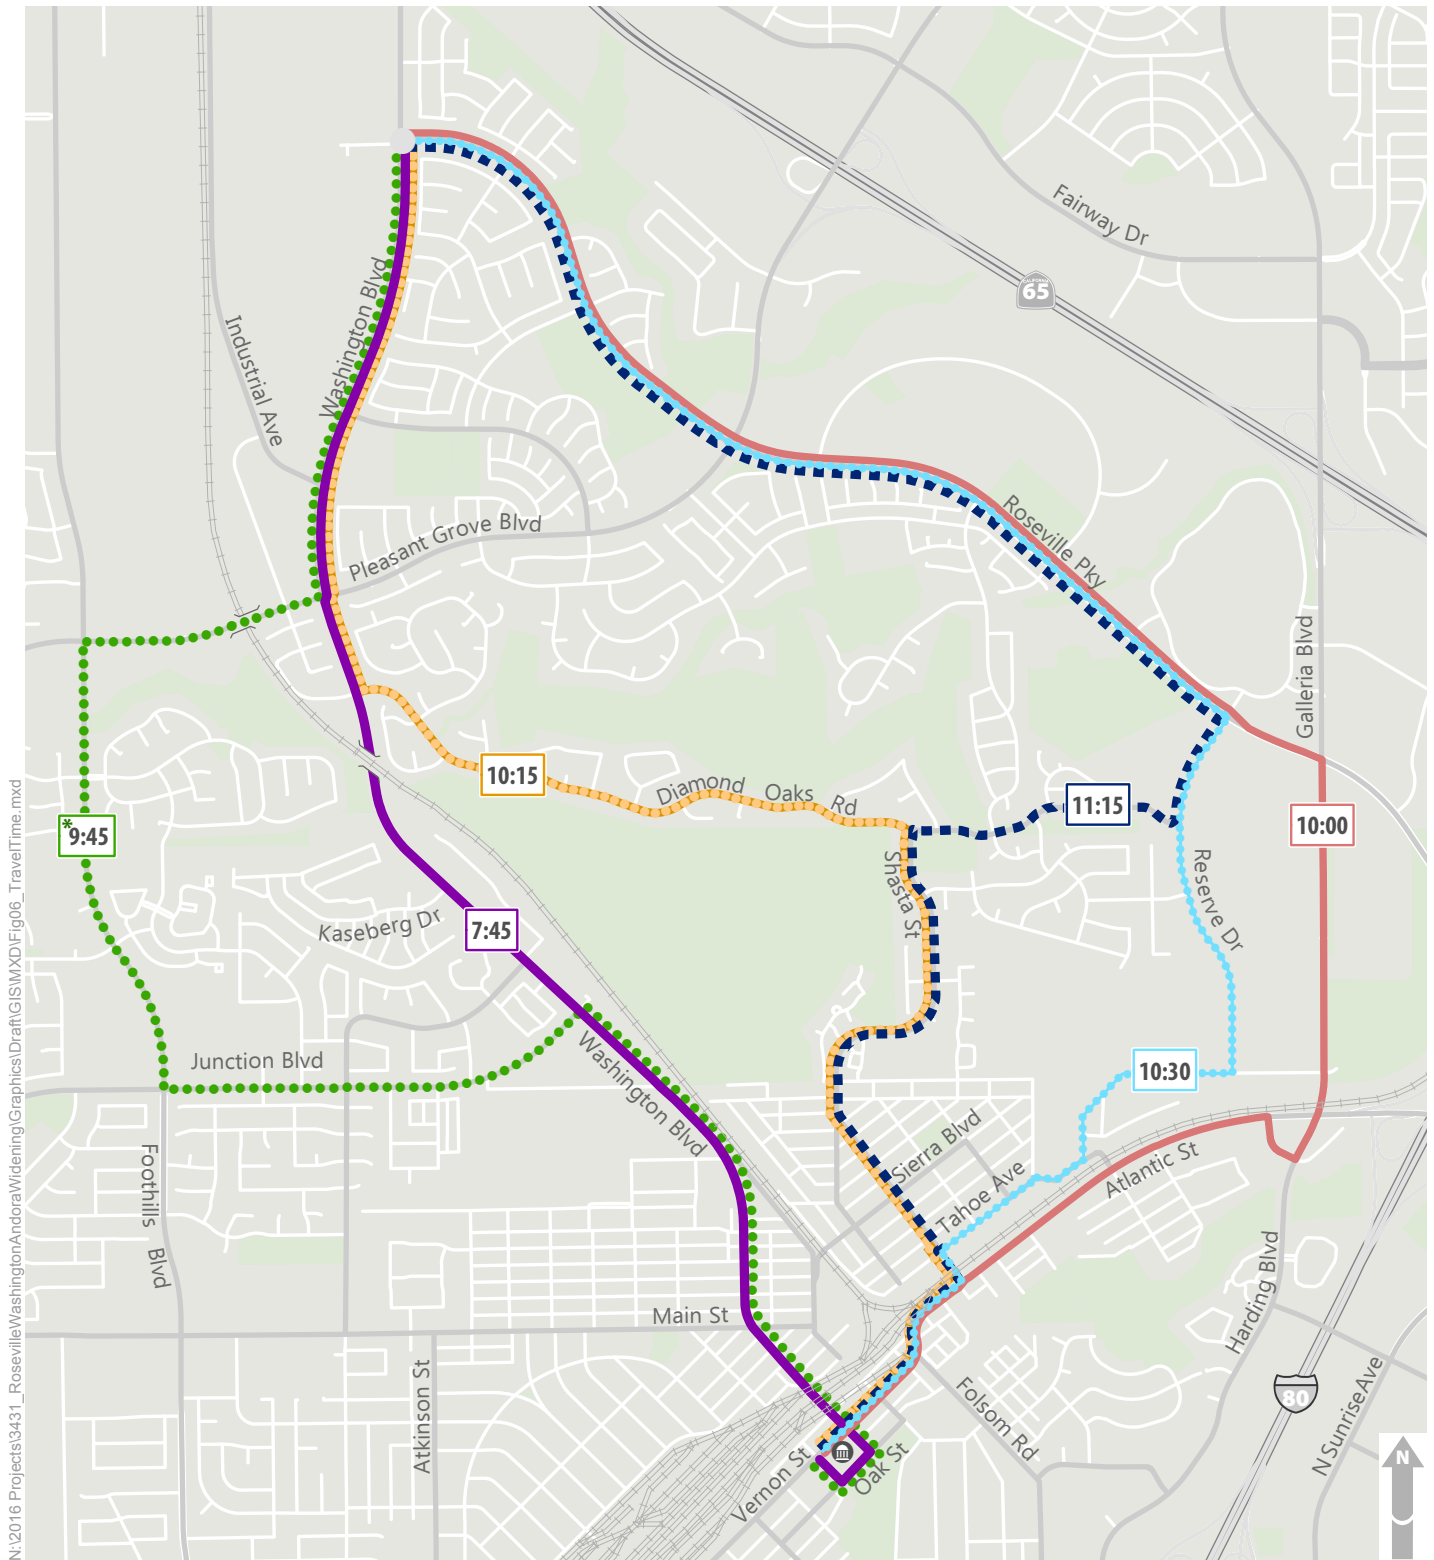 Fairway Dr
CALIFORNIA
65
Washington Blvd
Industrial Ave
Pleasant Grove Blvd
Roseville Pky
Galleria Blvd
10:15
Diamond Oaks Rd
11:15
10:00
*9:45
Shasta St
Reserve Dr
Kaseberg Dr
7:45
Junction Blvd
Washington Blvd
10:30
Sierra Blvd
Tahoe Ave
Atlantic St
Foothills Blvd
Harding Blvd
Main St
Atkinson St
Folsom Rd
80
N Sunrise Ave
Vernon St
Oak St
N
N:\2016 Projects\3431_RosevilleWashingtonAndoraWidening\Graphics\Draft\GIS\MXD\Fig06_TravelTime.mxd